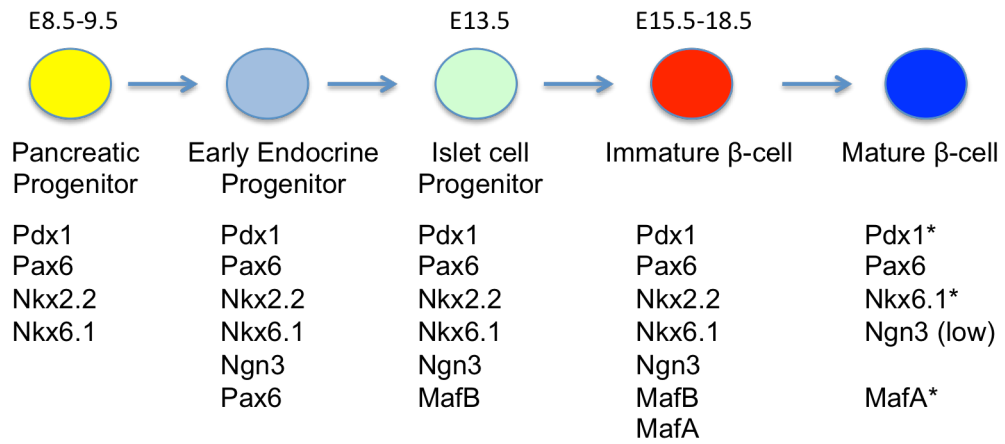 E8.5-9.5
E13.5
E15.5-18.5
Pancreatic
Progenitor
Early Endocrine
Progenitor
Islet cell
Progenitor
Immature β-cell
Mature β-cell
Pdx1
Pax6
Nkx2.2
Nkx6.1
Pdx1
Pax6
Nkx2.2
Nkx6.1
Ngn3
Pax6
Pdx1
Pax6
Nkx2.2
Nkx6.1
Ngn3
MafB
Pdx1
Pax6
Nkx2.2
Nkx6.1
Ngn3
MafB
MafA
Pdx1*
Pax6
Nkx6.1*
Ngn3 (low)
MafA*